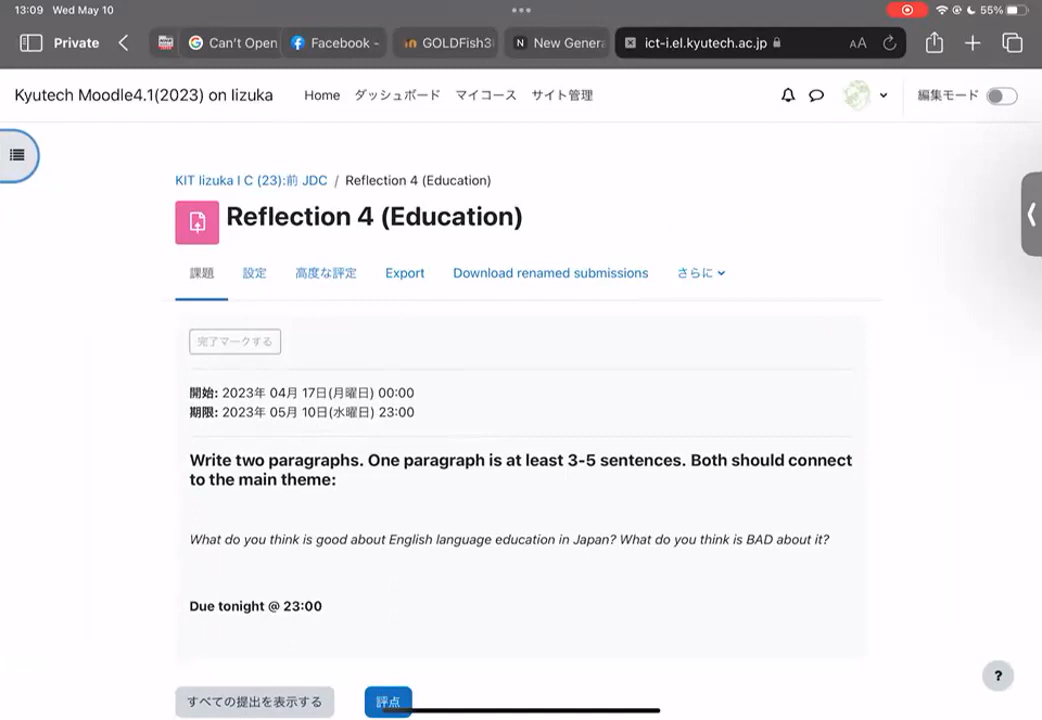 13:09 Wed May 10
55%
Private
Can't Open
Facebook -
GOLDFish3
New Genera
ict-i.el.kyutech.ac.jp
AA
Kyutech Moodle4.1(2023) on Iizuka
Home ダッシュボード マイコース サイト管理
編集モード
KIT Iizuka I C (23):前 JDC / Reflection 4 (Education)
Reflection 4 (Education)
課題 設定 高度な評定 Export Download renamed submissions さらに
完了マークする
開始: 2023年 04月 17日(月曜日) 00:00
期限: 2023年 05月 10日(水曜日) 23:00
Write two paragraphs. One paragraph is at least 3-5 sentences. Both should connect
to the main theme:
What do you think is good about English language education in Japan? What do you think is BAD about it?
Due tonight @ 23:00
?
すべての提出を表示する 評点